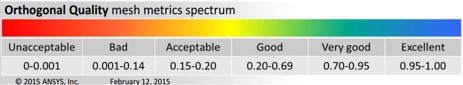 Orthogonal Quality mesh metrics spectrum
Unacceptable Bad Acceptable Good Very good Excellent
0-0.001 0.001-0.14 0.15-0.20 0.20-0.69 0.70-0.95 0.95-1.00
© 2015 ANSYS, Inc. February 12, 2015